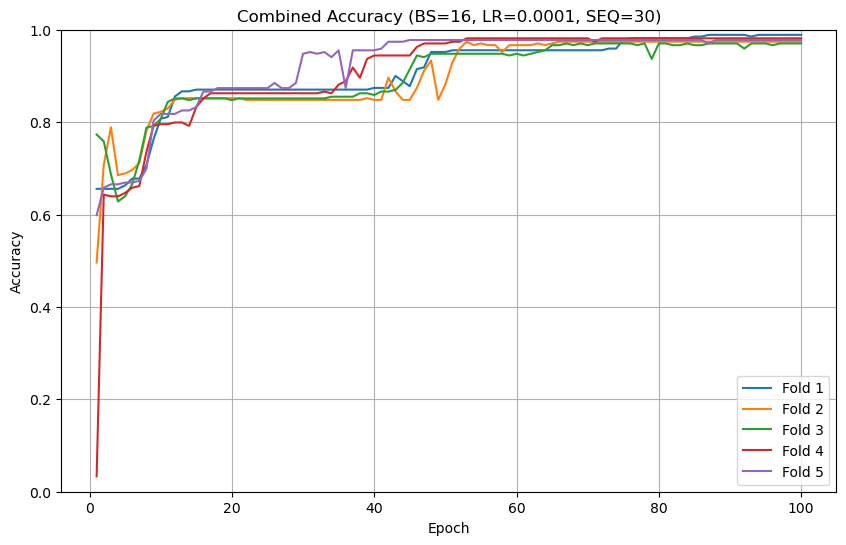 Combined Accuracy (BS=16, LR=0.0001, SEQ=30)
1.0
0.8
0.6
0.4
0.2
0.0
Accuracy
0 20 40 60 80 100
Epoch
Fold 1
Fold 2
Fold 3
Fold 4
Fold 5